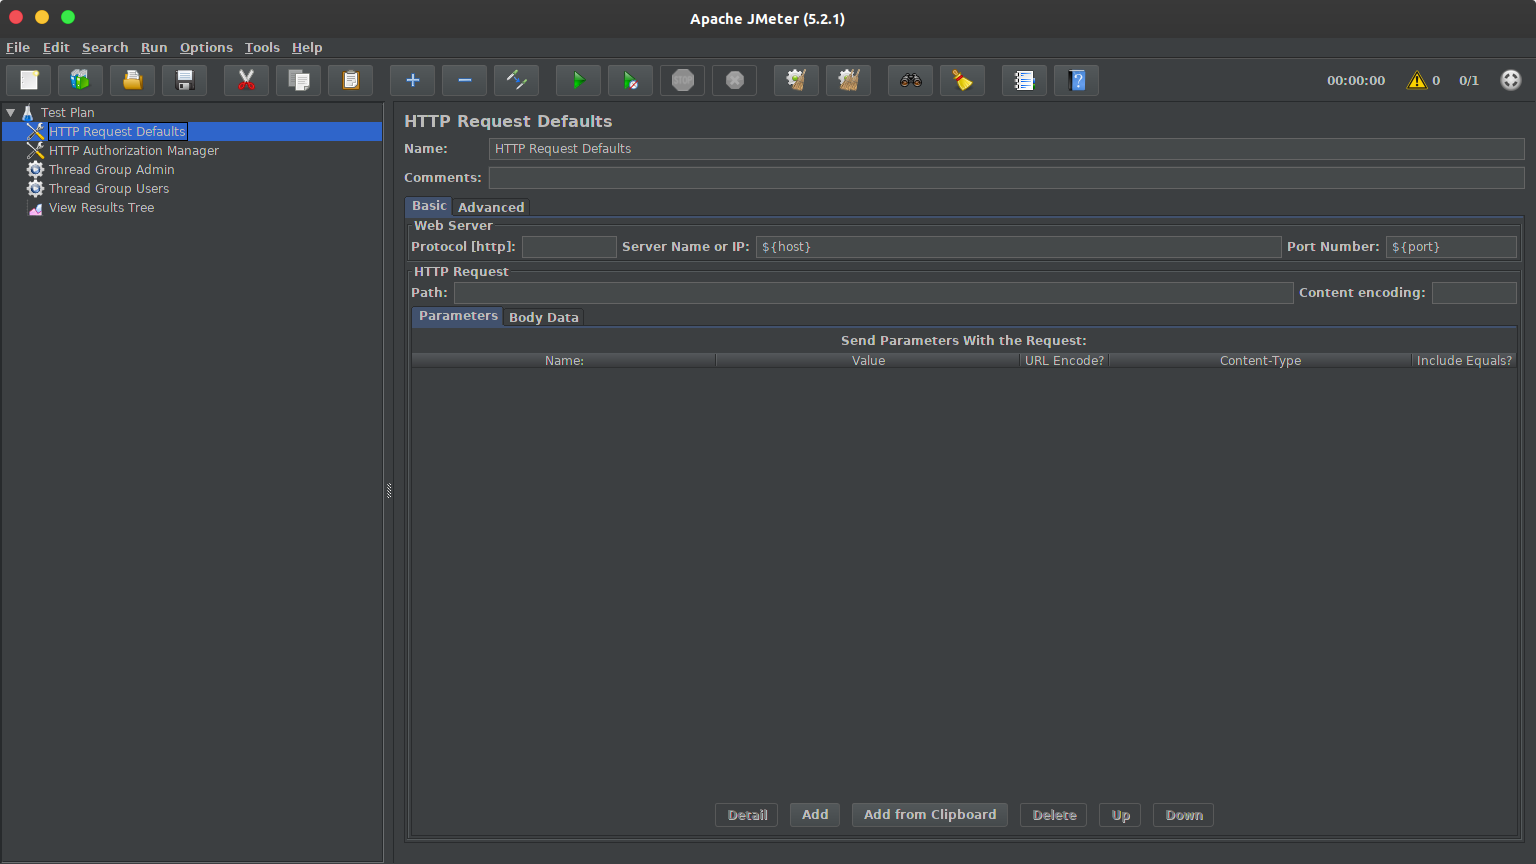 Apache JMeter (5.2.1)
File Edit Search Run Options Tools Help
STOP
00:00:00 0 0/1
Test Plan
HTTP Request Defaults
HTTP Authorization Manager
Thread Group Admin
Thread Group Users
View Results Tree
HTTP Request Defaults
Name: HTTP Request Defaults
Comments:
Basic Advanced
Web Server
Protocol [http]: Server Name or IP: ${host} Port Number: ${port}
HTTP Request
Path: Content encoding:
Parameters Body Data
Send Parameters With the Request:
Name: Value URL Encode? Content-Type Include Equals?
Detail Add Add from Clipboard Delete Up Down